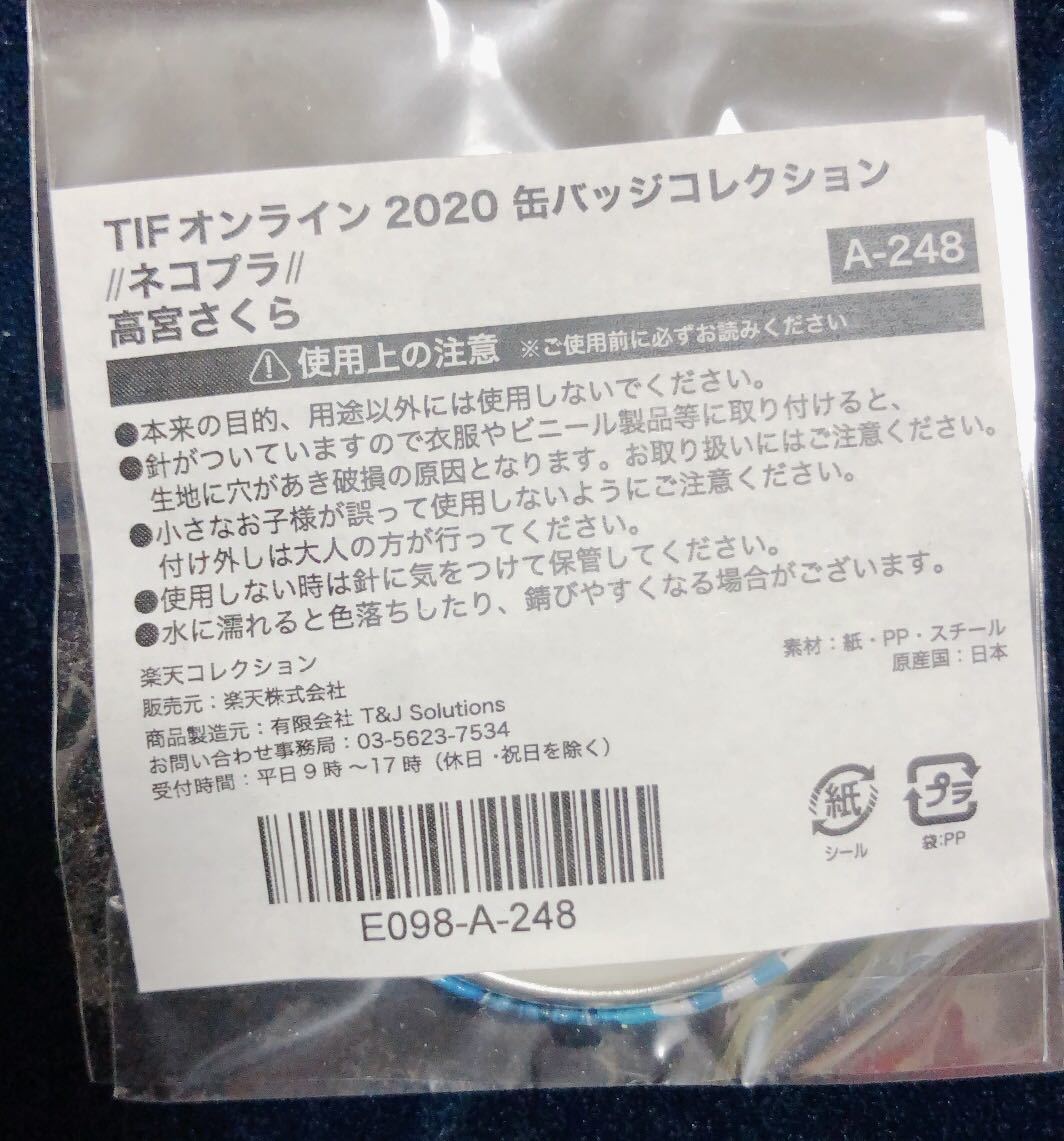 TIFオンライン 2020 缶バッジコレクション
//ネコプラ//
A-248
高宮さくら
⚠使用上の注意 ※ご使用前に必ずお読みください
●本来の目的、用途以外には使用しないでください。
●針がついていますので衣服やビニール製品等に取り付けると、
生地に穴があき破損の原因となります。お取り扱いにはご注意ください。
●小さなお子様が誤って使用しないようにご注意ください。
付け外しは大人の方が行ってください。
●使用しない時は針に気をつけて保管してください。
●水に濡れると色落ちしたり、錆びやすくなる場合がございます。
素材：紙・PP・スチール
原産国：日本
楽天コレクション
販売元：楽天株式会社
商品製造元：有限会社 T&J Solutions
お問い合わせ事務局：03-5623-7534
受付時間：平日9時～17時（休日・祝日を除く）
紙
シール
プラ
袋:PP
E098-A-248